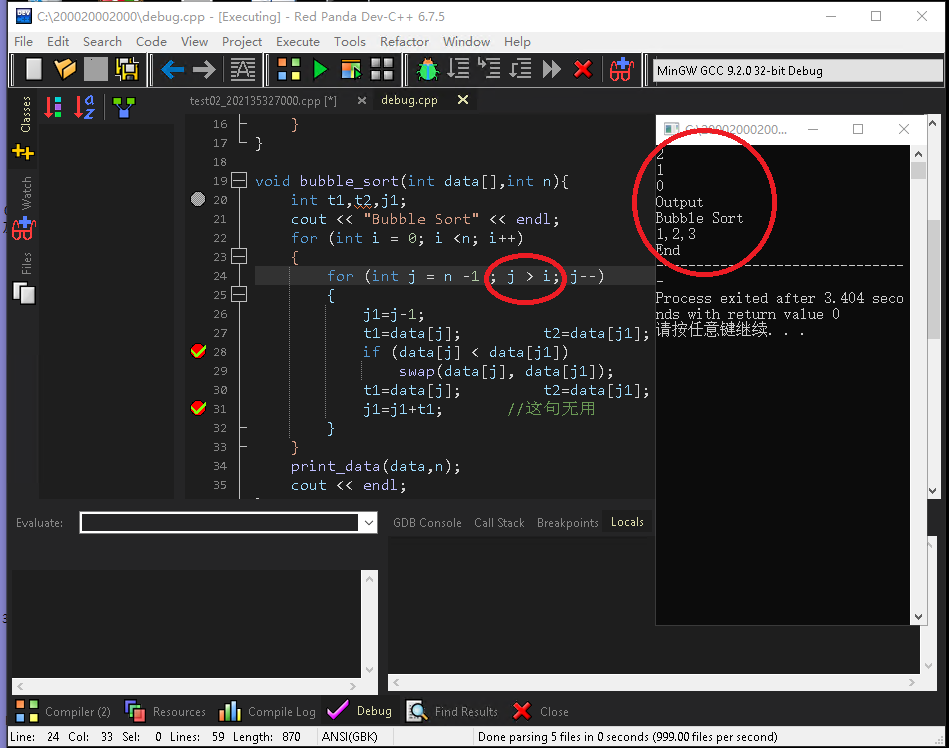 C:\200020002000\debug.cpp - [Executing] - Red Panda Dev-C++ 6.7.5
File Edit Search Code View Project Execute Tools Refactor Window Help
MinGW GCC 9.2.0 32-bit Debug
Classes
Watch
Files
test02_202135327000.cpp [*]
debug.cpp
16 }
17 }
18
19 void bubble_sort(int data[],int n){
20 int t1,t2,j1;
21 cout << "Bubble Sort" << endl;
22 for (int i = 0; i <n; i++)
23 {
24 for (int j = n -1 ; j > i; j--)
25 {
26 j1=j-1;
27 t1=data[j]; t2=data[j1];
28 if (data[j] < data[j1])
29 swap(data[j], data[j1]);
30 t1=data[j]; t2=data[j1];
31 j1=j1+t1; //这句无用
32 }
33 }
34 print_data(data,n);
35 cout << endl;
C:\20002000200...
2
1
0
Output
Bubble Sort
1,2,3
End
--------------------------------
Process exited after 3.404 seco
nds with return value 0
请按任意键继续. . .
Evaluate:
GDB Console Call Stack Breakpoints Locals
Compiler (2) Resources Compile Log Debug Find Results Close
Line: 24 Col: 33 Sel: 0 Lines: 59 Length: 870 ANSI(GBK) Done parsing 5 files in 0 seconds (999.00 files per second)